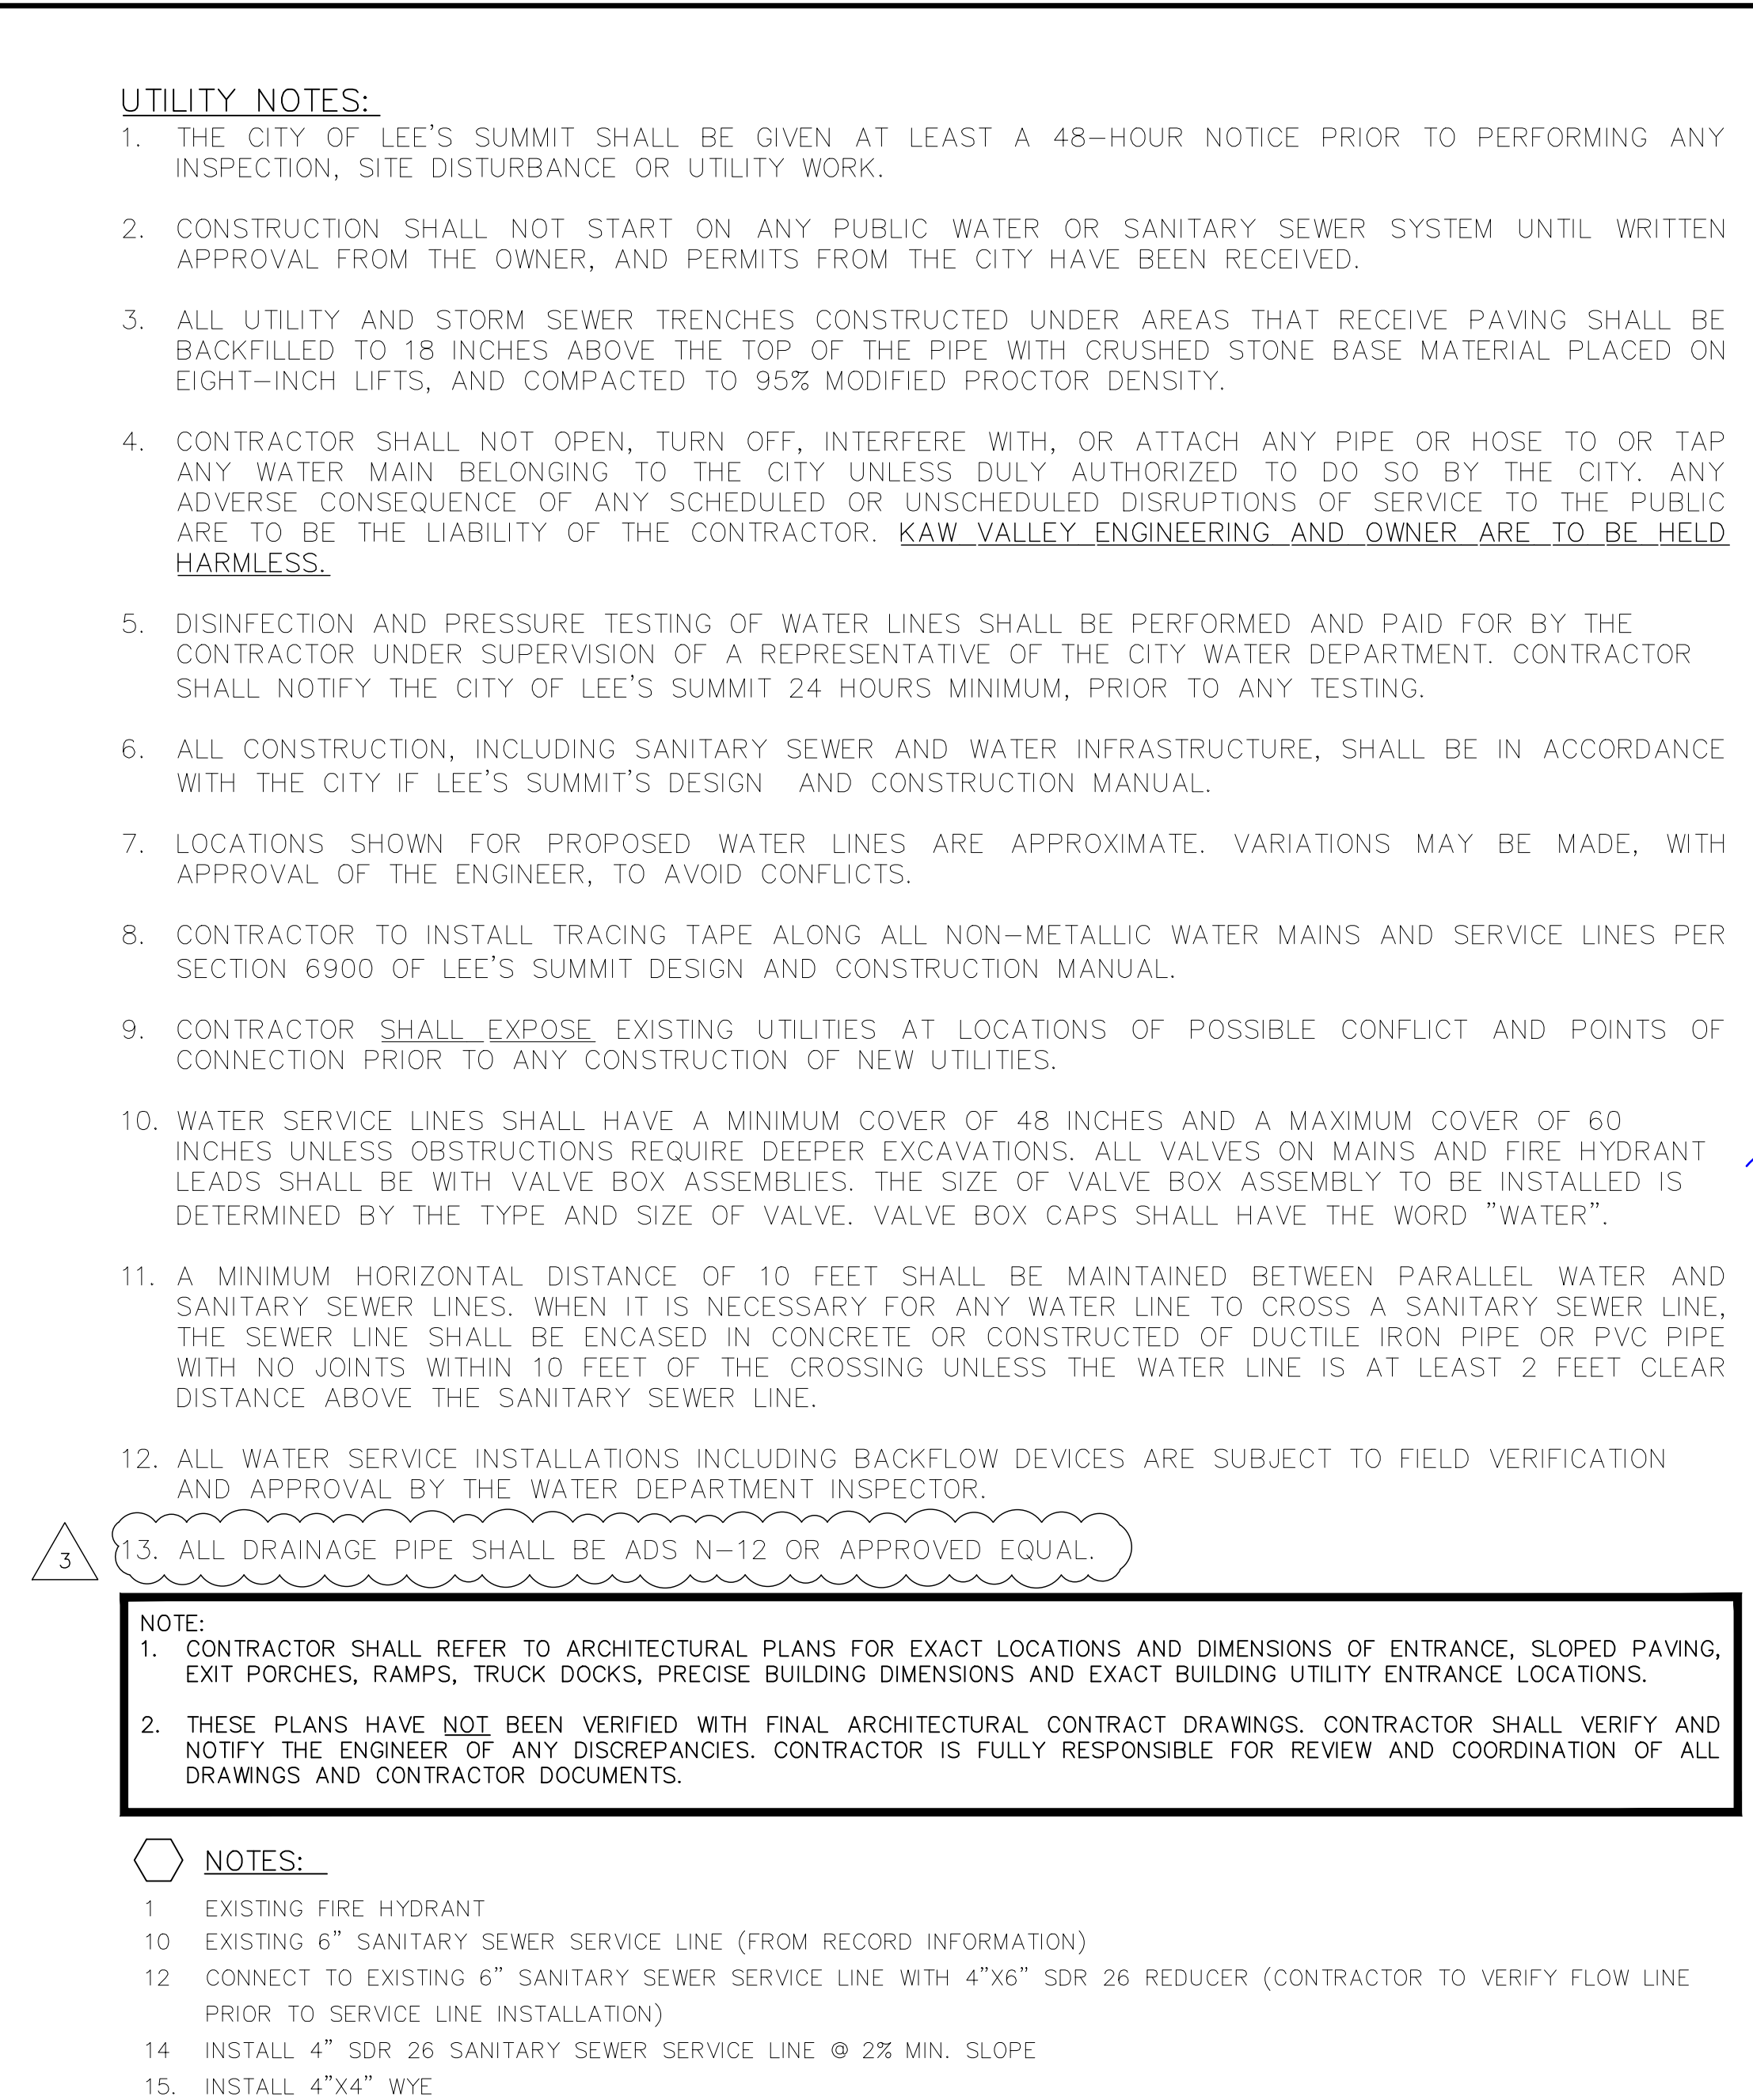 UTILITY NOTES:
1. THE CITY OF LEE'S SUMMIT SHALL BE GIVEN AT LEAST A 48-HOUR NOTICE PRIOR TO PERFORMING ANY
INSPECTION, SITE DISTURBANCE OR UTILITY WORK.
2. CONSTRUCTION SHALL NOT START ON ANY PUBLIC WATER OR SANITARY SEWER SYSTEM UNTIL WRITTEN
APPROVAL FROM THE OWNER, AND PERMITS FROM THE CITY HAVE BEEN RECEIVED.
3. ALL UTILITY AND STORM SEWER TRENCHES CONSTRUCTED UNDER AREAS THAT RECEIVE PAVING SHALL BE
BACKFILLED TO 18 INCHES ABOVE THE TOP OF THE PIPE WITH CRUSHED STONE BASE MATERIAL PLACED ON
EIGHT-INCH LIFTS, AND COMPACTED TO 95% MODIFIED PROCTOR DENSITY.
4. CONTRACTOR SHALL NOT OPEN, TURN OFF, INTERFERE WITH, OR ATTACH ANY PIPE OR HOSE TO OR TAP
ANY WATER MAIN BELONGING TO THE CITY UNLESS DULY AUTHORIZED TO DO SO BY THE CITY. ANY
ADVERSE CONSEQUENCE OF ANY SCHEDULED OR UNSCHEDULED DISRUPTIONS OF SERVICE TO THE PUBLIC
ARE TO BE THE LIABILITY OF THE CONTRACTOR. KAW VALLEY ENGINEERING AND OWNER ARE TO BE HELD
HARMLESS.
5. DISINFECTION AND PRESSURE TESTING OF WATER LINES SHALL BE PERFORMED AND PAID FOR BY THE
CONTRACTOR UNDER SUPERVISION OF A REPRESENTATIVE OF THE CITY WATER DEPARTMENT. CONTRACTOR
SHALL NOTIFY THE CITY OF LEE'S SUMMIT 24 HOURS MINIMUM, PRIOR TO ANY TESTING.
6. ALL CONSTRUCTION, INCLUDING SANITARY SEWER AND WATER INFRASTRUCTURE, SHALL BE IN ACCORDANCE
WITH THE CITY IF LEE'S SUMMIT'S DESIGN AND CONSTRUCTION MANUAL.
7. LOCATIONS SHOWN FOR PROPOSED WATER LINES ARE APPROXIMATE. VARIATIONS MAY BE MADE, WITH
APPROVAL OF THE ENGINEER, TO AVOID CONFLICTS.
8. CONTRACTOR TO INSTALL TRACING TAPE ALONG ALL NON-METALLIC WATER MAINS AND SERVICE LINES PER
SECTION 6900 OF LEE'S SUMMIT DESIGN AND CONSTRUCTION MANUAL.
9. CONTRACTOR SHALL EXPOSE EXISTING UTILITIES AT LOCATIONS OF POSSIBLE CONFLICT AND POINTS OF
CONNECTION PRIOR TO ANY CONSTRUCTION OF NEW UTILITIES.
10. WATER SERVICE LINES SHALL HAVE A MINIMUM COVER OF 48 INCHES AND A MAXIMUM COVER OF 60
INCHES UNLESS OBSTRUCTIONS REQUIRE DEEPER EXCAVATIONS. ALL VALVES ON MAINS AND FIRE HYDRANT
LEADS SHALL BE WITH VALVE BOX ASSEMBLIES. THE SIZE OF VALVE BOX ASSEMBLY TO BE INSTALLED IS
DETERMINED BY THE TYPE AND SIZE OF VALVE. VALVE BOX CAPS SHALL HAVE THE WORD "WATER".
11. A MINIMUM HORIZONTAL DISTANCE OF 10 FEET SHALL BE MAINTAINED BETWEEN PARALLEL WATER AND
SANITARY SEWER LINES. WHEN IT IS NECESSARY FOR ANY WATER LINE TO CROSS A SANITARY SEWER LINE,
THE SEWER LINE SHALL BE ENCASED IN CONCRETE OR CONSTRUCTED OF DUCTILE IRON PIPE OR PVC PIPE
WITH NO JOINTS WITHIN 10 FEET OF THE CROSSING UNLESS THE WATER LINE IS AT LEAST 2 FEET CLEAR
DISTANCE ABOVE THE SANITARY SEWER LINE.
12. ALL WATER SERVICE INSTALLATIONS INCLUDING BACKFLOW DEVICES ARE SUBJECT TO FIELD VERIFICATION
AND APPROVAL BY THE WATER DEPARTMENT INSPECTOR.
3
13. ALL DRAINAGE PIPE SHALL BE ADS N-12 OR APPROVED EQUAL.
NOTE:
1. CONTRACTOR SHALL REFER TO ARCHITECTURAL PLANS FOR EXACT LOCATIONS AND DIMENSIONS OF ENTRANCE, SLOPED PAVING,
EXIT PORCHES, RAMPS, TRUCK DOCKS, PRECISE BUILDING DIMENSIONS AND EXACT BUILDING UTILITY ENTRANCE LOCATIONS.
2. THESE PLANS HAVE NOT BEEN VERIFIED WITH FINAL ARCHITECTURAL CONTRACT DRAWINGS. CONTRACTOR SHALL VERIFY AND
NOTIFY THE ENGINEER OF ANY DISCREPANCIES. CONTRACTOR IS FULLY RESPONSIBLE FOR REVIEW AND COORDINATION OF ALL
DRAWINGS AND CONTRACTOR DOCUMENTS.
NOTES:
1 EXISTING FIRE HYDRANT
10 EXISTING 6" SANITARY SEWER SERVICE LINE (FROM RECORD INFORMATION)
12 CONNECT TO EXISTING 6" SANITARY SEWER SERVICE LINE WITH 4"X6" SDR 26 REDUCER (CONTRACTOR TO VERIFY FLOW LINE
PRIOR TO SERVICE LINE INSTALLATION)
14 INSTALL 4" SDR 26 SANITARY SEWER SERVICE LINE @ 2% MIN. SLOPE
15. INSTALL 4"X4" WYE